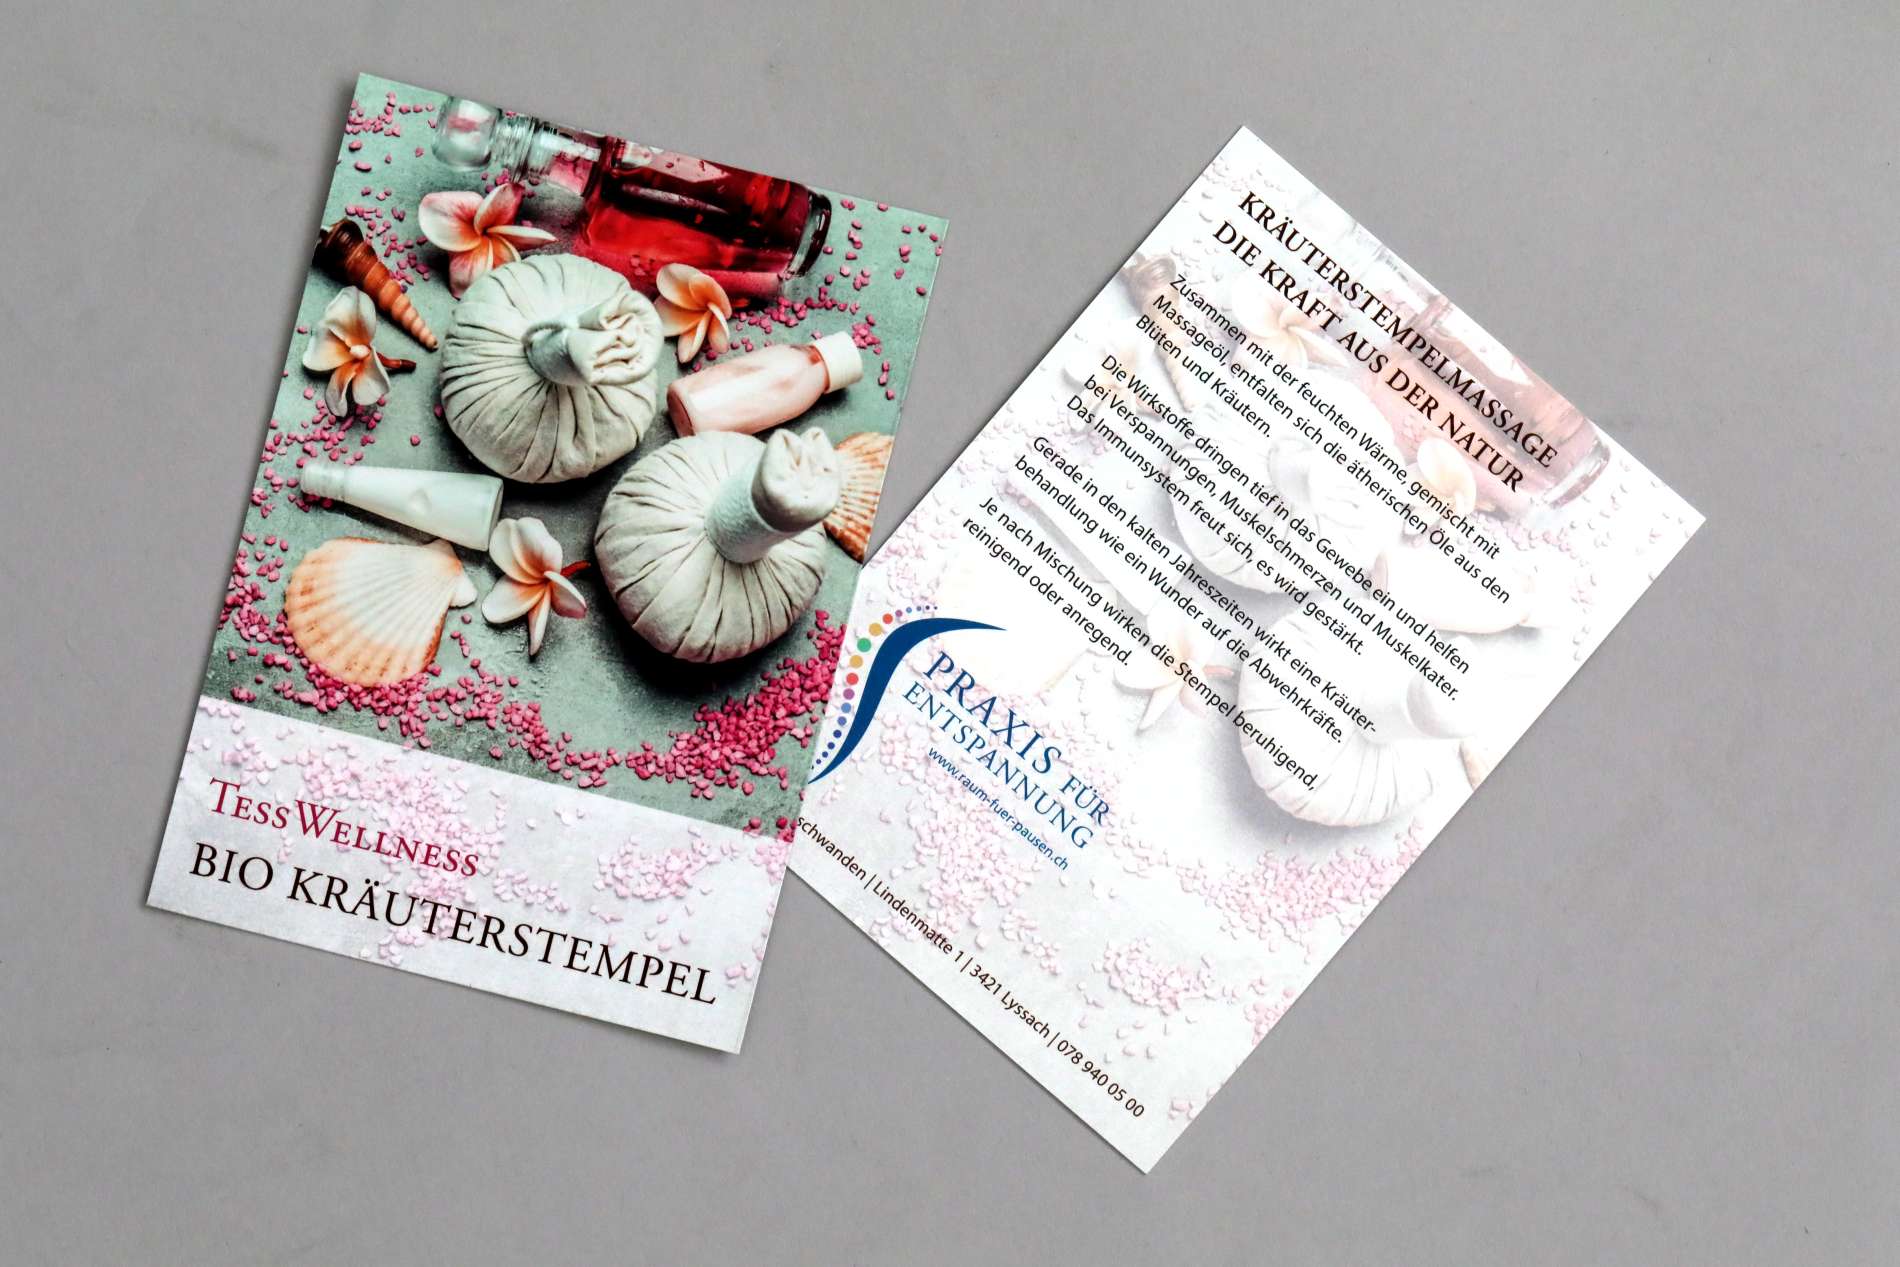 TESSWELLNESS
BIO KRÄUTERSTEMPEL
KRÄUTERSTEMPELMASSAGE
DIE KRAFT AUS DER NATUR
Zusammen mit der feuchten Wärme, gemischt mit
Massageöl, entfalten sich die ätherischen Öle aus den
Blüten und Kräutern.
Die Wirkstoffe dringen tief in das Gewebe ein und helfen
bei Verspannungen, Muskelschmerzen und Muskelkater.
Das Immunsystem freut sich, es wird gestärkt.
Gerade in den kalten Jahreszeiten wirkt eine Kräuter-
behandlung wie ein Wunder auf die Abwehrkräfte.
Je nach Mischung wirken die Stempel beruhigend,
reinigend oder anregend.
PRAXIS FÜR
ENTSPANNUNG
www.raum-fuer-pausen.ch
schwanden | Lindenmatte 1 | 3421 Lyssach | 078 940 05 00